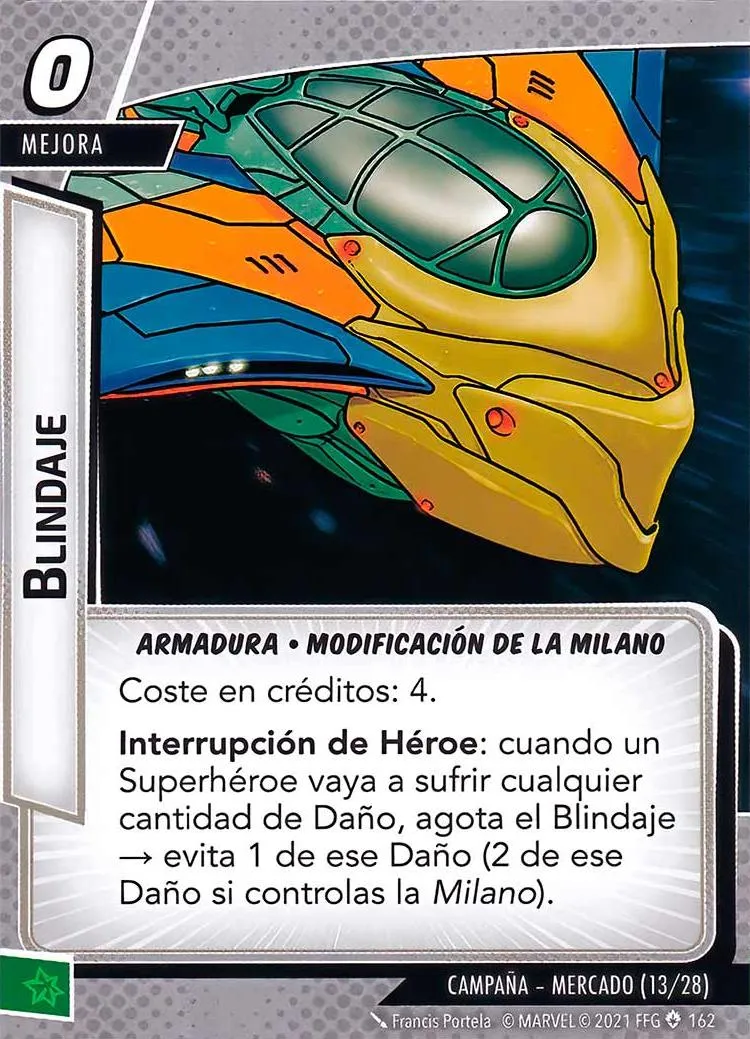 0
MEJORA
BLINDAJE
ARMADURA • MODIFICACIÓN DE LA MILANO
Coste en créditos: 4.
Interrupción de Héroe: cuando un
Superhéroe vaya a sufrir cualquier
cantidad de Daño, agota el Blindaje
→ evita 1 de ese Daño (2 de ese
Daño si controlas la Milano).
CAMPAÑA – MERCADO (13/28)
Francis Portela © MARVEL © 2021 FFG 162